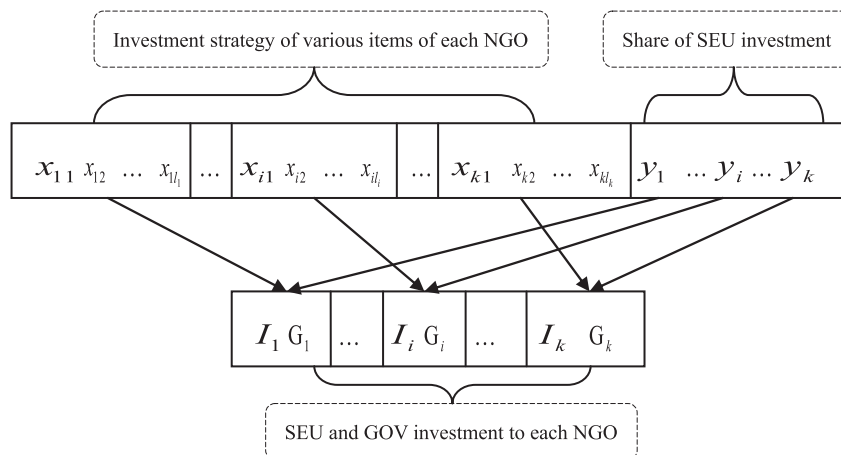 Investment strategy of various items of each NGO
Share of SEU investment
x₁₁ x₁₂ ... x₁ₗ₁ ... xᵢ₁ xᵢ₂ ... xᵢₗᵢ ... xₖ₁ xₖ₂ ... xₖₗₖ y₁ ... yᵢ ... yₖ
I₁ G₁ ... Iᵢ Gᵢ ... Iₖ Gₖ
SEU and GOV investment to each NGO